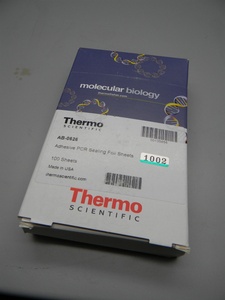 molecular biology
Thermo
SCIENTIFIC
AB-0626
Adhesive PCR Sealing Foil Sheets
1002
100 Sheets
Made in USA
thermoscientific.com
Thermo
SCIENTIFIC